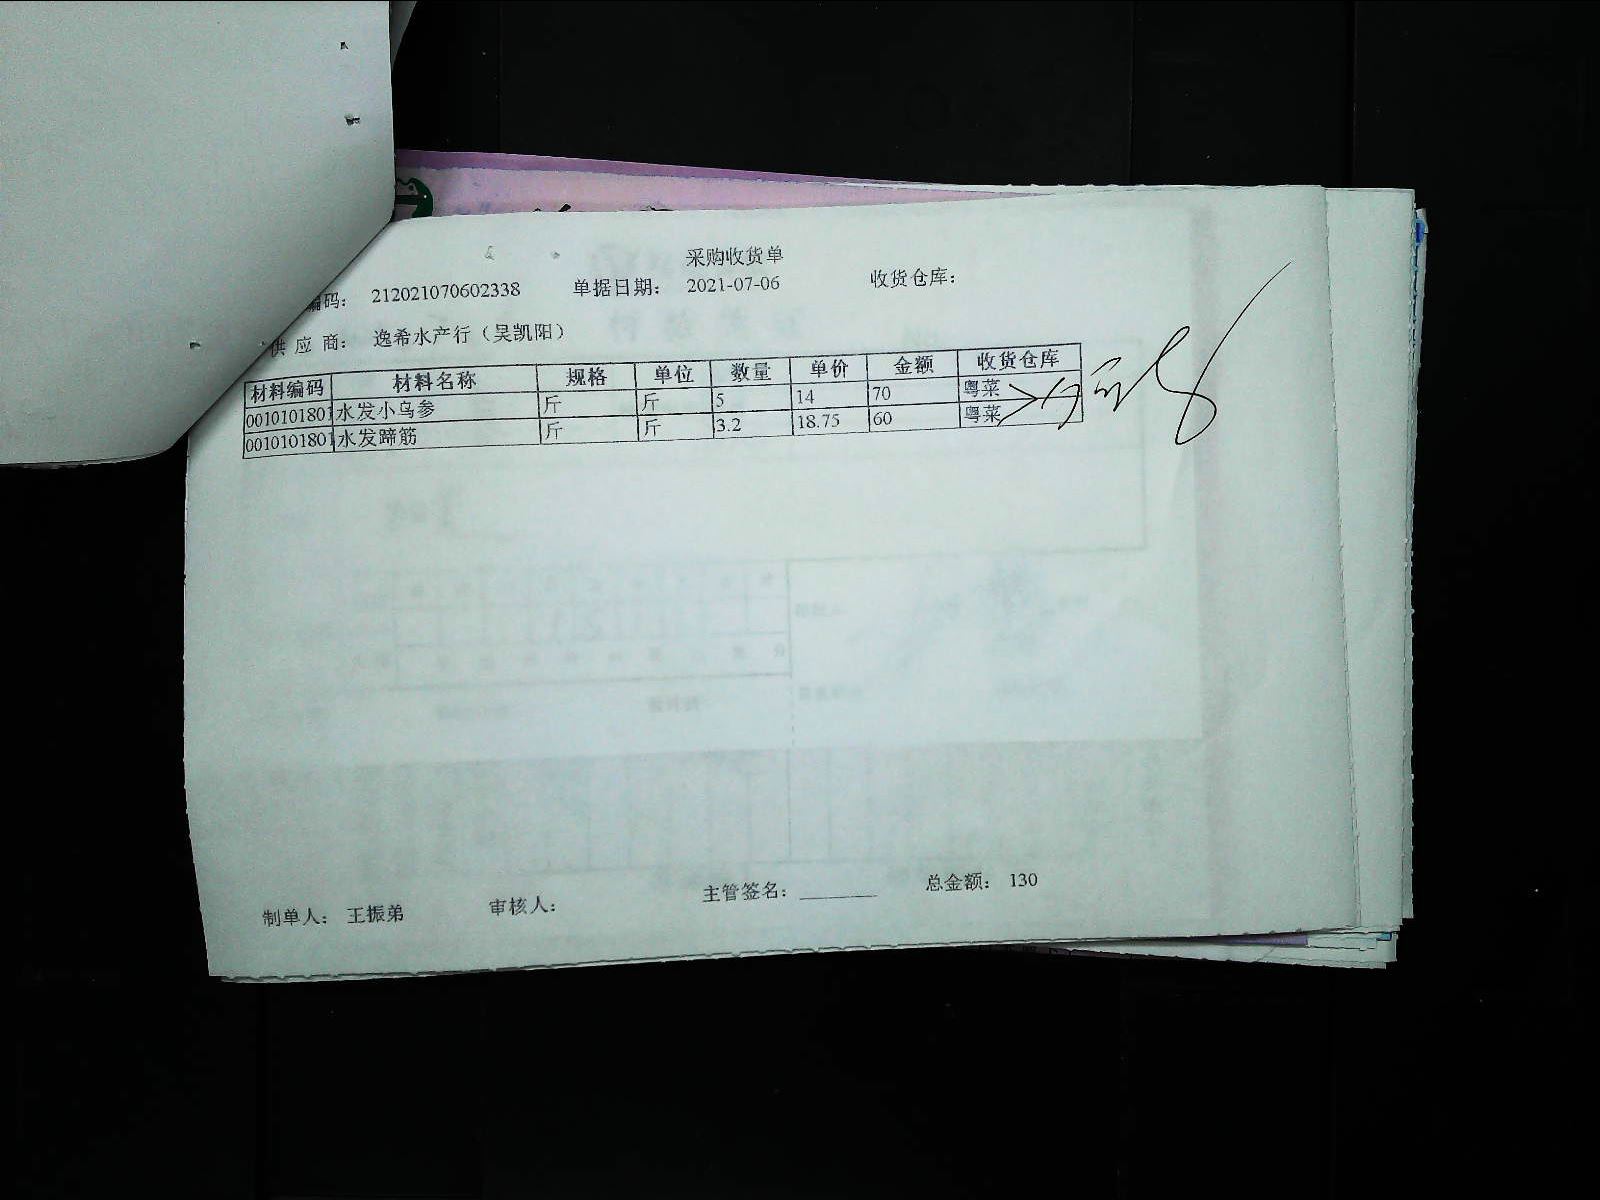 采购收货单
编码： 212021070602338 单据日期： 2021-07-06 收货仓库：
供 应 商： 逸希水产行（吴凯阳）
材料编码 材料名称 规格 单位 数量 单价 金额 收货仓库
0010101801 水发小乌参 斤 斤 5 14 70 粤菜
0010101801 水发蹄筋 斤 斤 3.2 18.75 60 粤菜
制单人： 王振弟 审核人： 主管签名： 总金额： 130